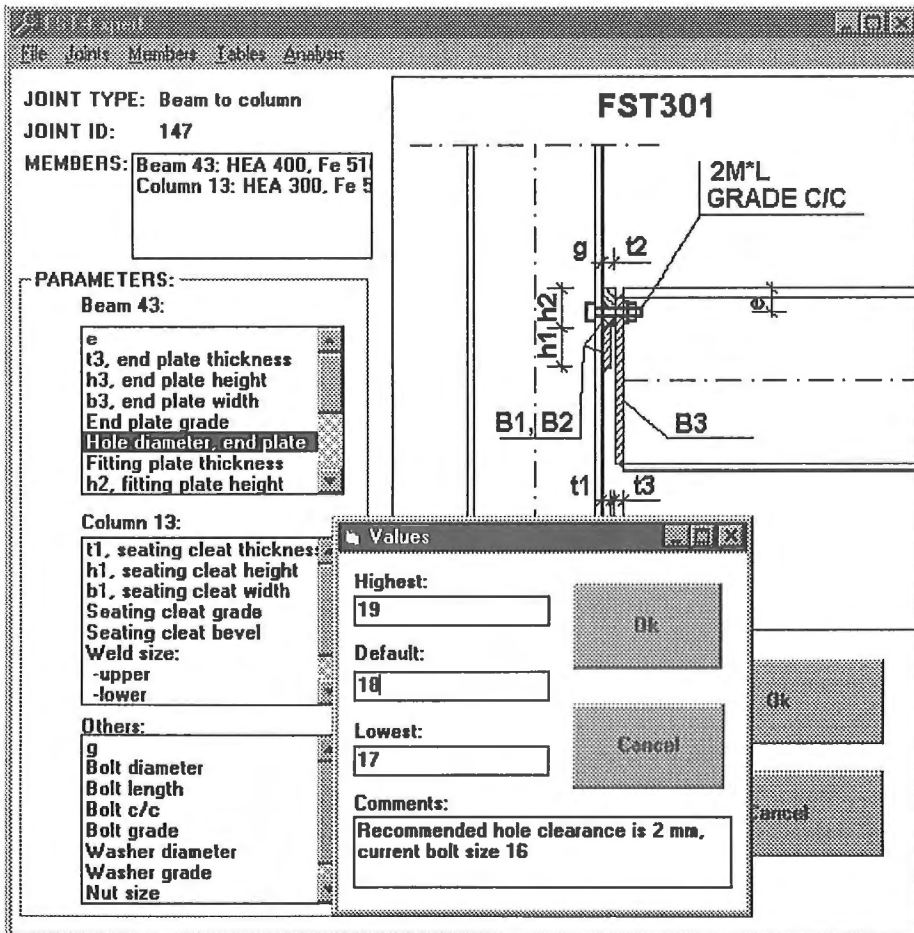 FST-Expert
File Joints Members Tables Analysis
JOINT TYPE: Beam to column
JOINT ID: 147
MEMBERS: Beam 43: HEA 400, Fe 510
Column 13: HEA 300, Fe 5
PARAMETERS:
Beam 43:
e
t3, end plate thickness
h3, end plate height
b3, end plate width
End plate grade
Hole diameter, end plate
Fitting plate thickness
h2, fitting plate height
Column 13:
t1, seating cleat thickness
h1, seating cleat height
b1, seating cleat width
Seating cleat grade
Seating cleat bevel
Weld size:
-upper
-lower
Others:
g
Bolt diameter
Bolt length
Bolt c/c
Bolt grade
Washer diameter
Washer grade
Nut size
FST301
2M*L
GRADE C/C
g t2
h2
h1
e
B1, B2
B3
t1 t3
Values
Highest:
19
Default:
18
Lowest:
17
Comments:
Recommended hole clearance is 2 mm,
current bolt size 16
Ok
Cancel
Ok
Cancel